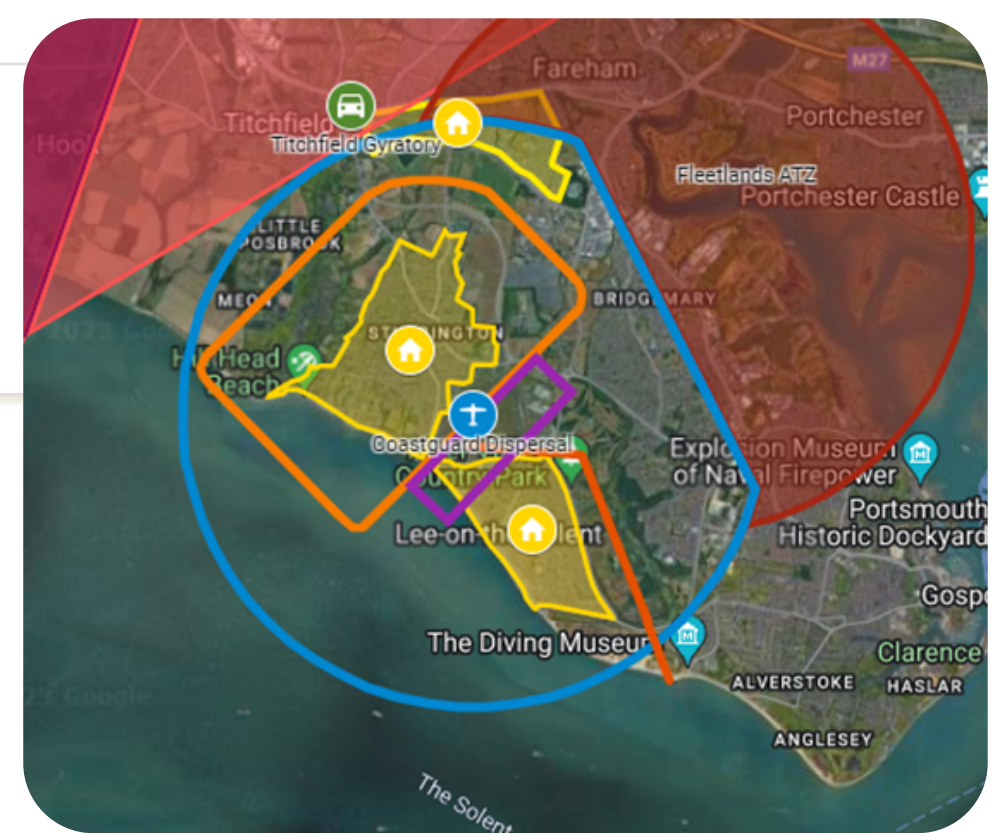 Fareham
M27
Titchfield
Titchfield Gyratory
Portchester
Fleetlands ATZ
Portchester Castle
LITTLE
POSBROOK
BRIDGEMARY
Hill Head
Beach
Coastguard Dispersal
Country Park
Explosion Museum
of Naval Firepower
Portsmouth
Historic Dockyard
Lee-on-the-Solent
Gosp
The Diving Museum
Clarence
ALVERSTOKE
HASLAR
ANGLESEY
The Solent